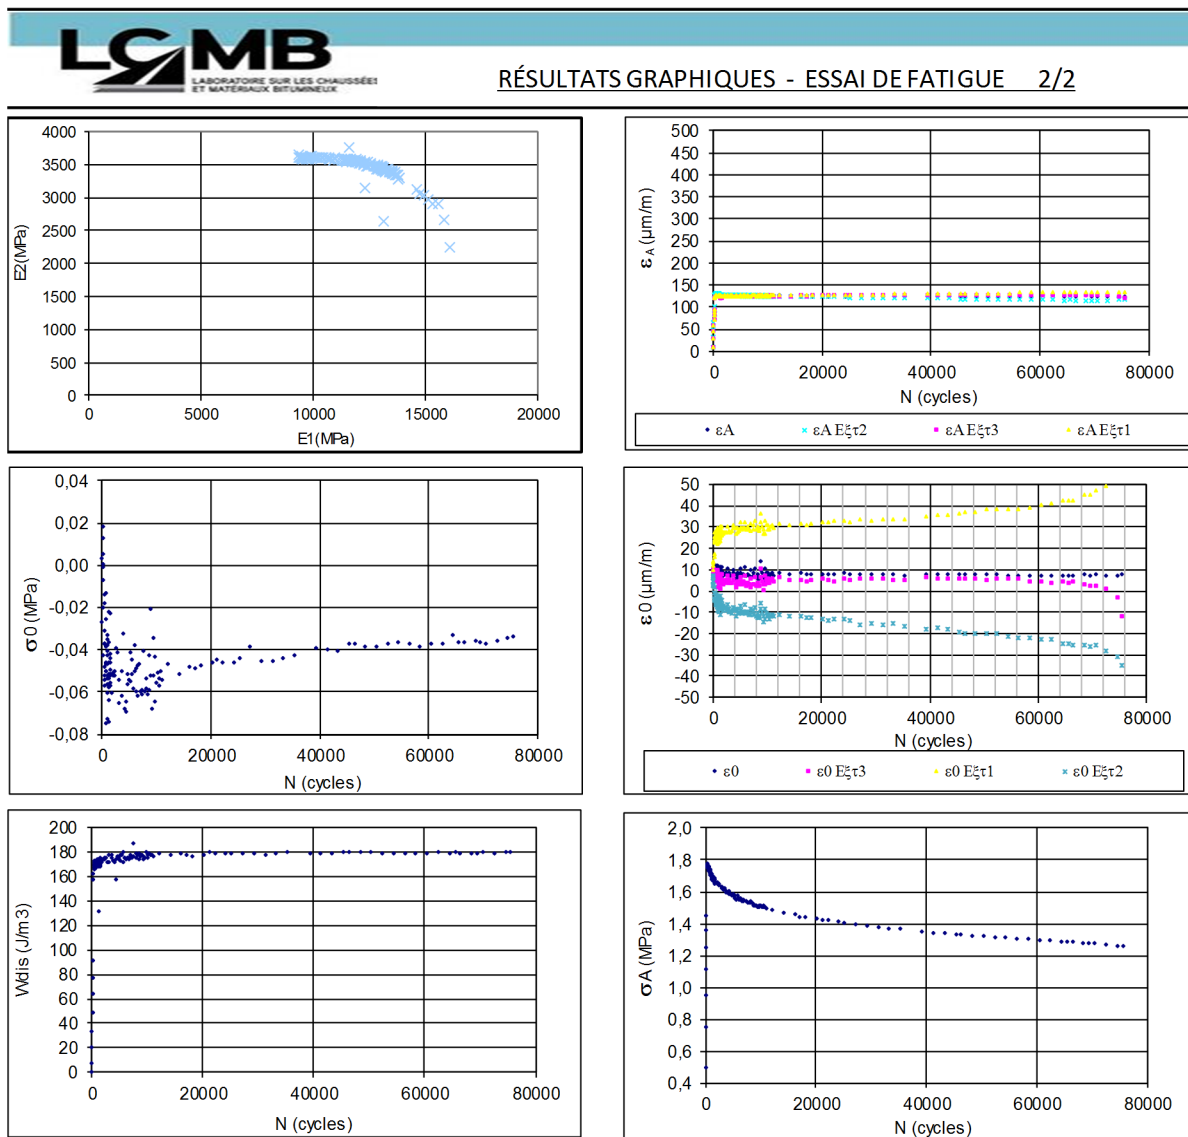 LCMB
LABORATOIRE SUR LES CHAUSSÉES
ET MATÉRIAUX BITUMINEUX
RÉSULTATS GRAPHIQUES - ESSAI DE FATIGUE 2/2
4000
3500
3000
2500
2000
1500
1000
500
0
E2(MPa)
0 5000 10000 15000 20000
E1(MPa)
500
450
400
350
300
250
200
150
100
50
0
εA (µm/m)
0 20000 40000 60000 80000
N (cycles)
εA εA Eξτ2 εA Eξτ3 εA Eξτ1
0,04
0,02
0,00
-0,02
-0,04
-0,06
-0,08
σ0 (MPa)
0 20000 40000 60000 80000
N (cycles)
50
40
30
20
10
0
-10
-20
-30
-40
-50
ε0 (µm/m)
0 20000 40000 60000 80000
N (cycles)
ε0 ε0 Eξτ3 ε0 Eξτ1 ε0 Eξτ2
200
180
160
140
120
100
80
60
40
20
0
Wdis (J/m3)
0 20000 40000 60000 80000
N (cycles)
2,0
1,8
1,6
1,4
1,2
1,0
0,8
0,6
0,4
σA (MPa)
0 20000 40000 60000 80000
N (cycles)